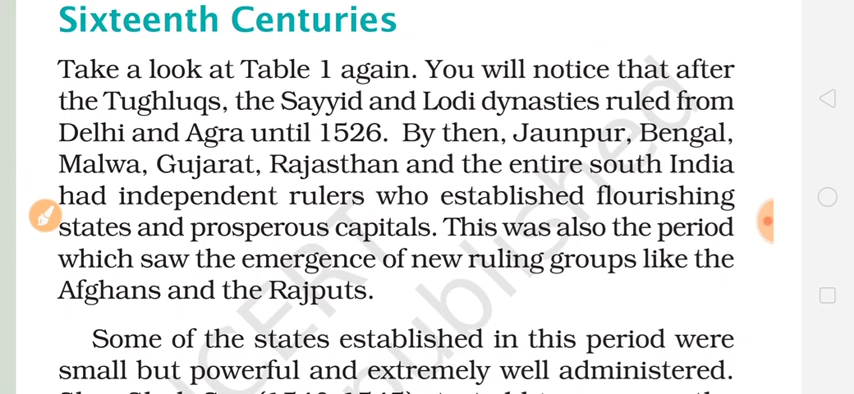 Sixteenth Centuries
Take a look at Table 1 again. You will notice that after
the Tughluqs, the Sayyid and Lodi dynasties ruled from
Delhi and Agra until 1526. By then, Jaunpur, Bengal,
Malwa, Gujarat, Rajasthan and the entire south India
had independent rulers who established flourishing
states and prosperous capitals. This was also the period
which saw the emergence of new ruling groups like the
Afghans and the Rajputs.
Some of the states established in this period were
small but powerful and extremely well administered.